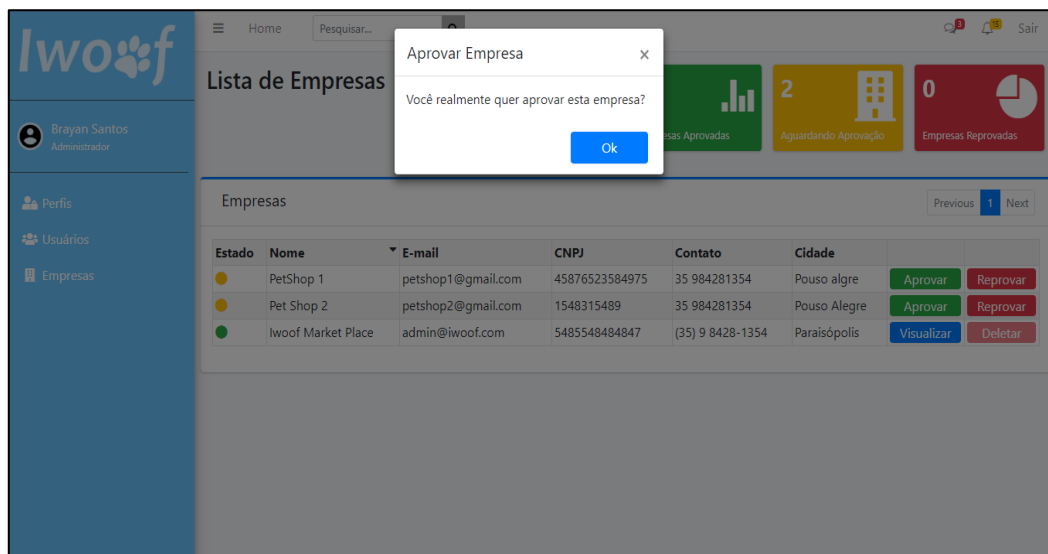 Iwoof
Home
Pesquisar...
3
15
Sair
Aprovar Empresa
×
Você realmente quer aprovar esta empresa?
Ok
Lista de Empresas
Aprovadas
2
Aguardando Aprovação
0
Empresas Reprovadas
Brayan Santos
Administrador
Perfis
Usuários
Empresas
Empresas
Previous 1 Next
Estado Nome E-mail CNPJ Contato Cidade
PetShop 1 petshop1@gmail.com 45876523584975 35 984281354 Pouso algre Aprovar Reprovar
Pet Shop 2 petshop2@gmail.com 1548315489 35 984281354 Pouso Alegre Aprovar Reprovar
Iwoof Market Place admin@iwoof.com 5485548484847 (35) 9 8428-1354 Paraisópolis Visualizar Deletar